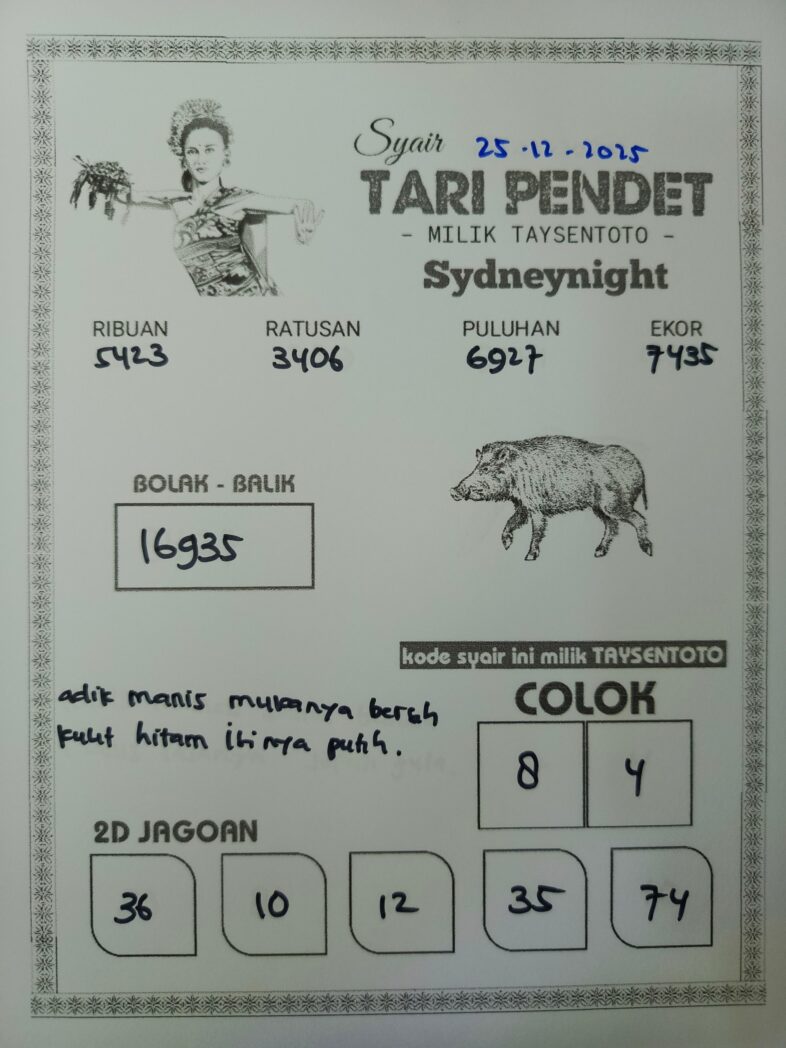 Syair 25-12-2025
TARI PENDET
- MILIK TAYSENTOTO -
Sydneynight
RIBUAN RATUSAN PULUHAN EKOR
5423 3406 6927 7435
BOLAK - BALIK
16935
kode syair ini milik TAYSENTOTO
adik manis mukanya bersih
kulit hitam isinya putih.
COLOK
8 4
2D JAGOAN
36 10 12 35 74